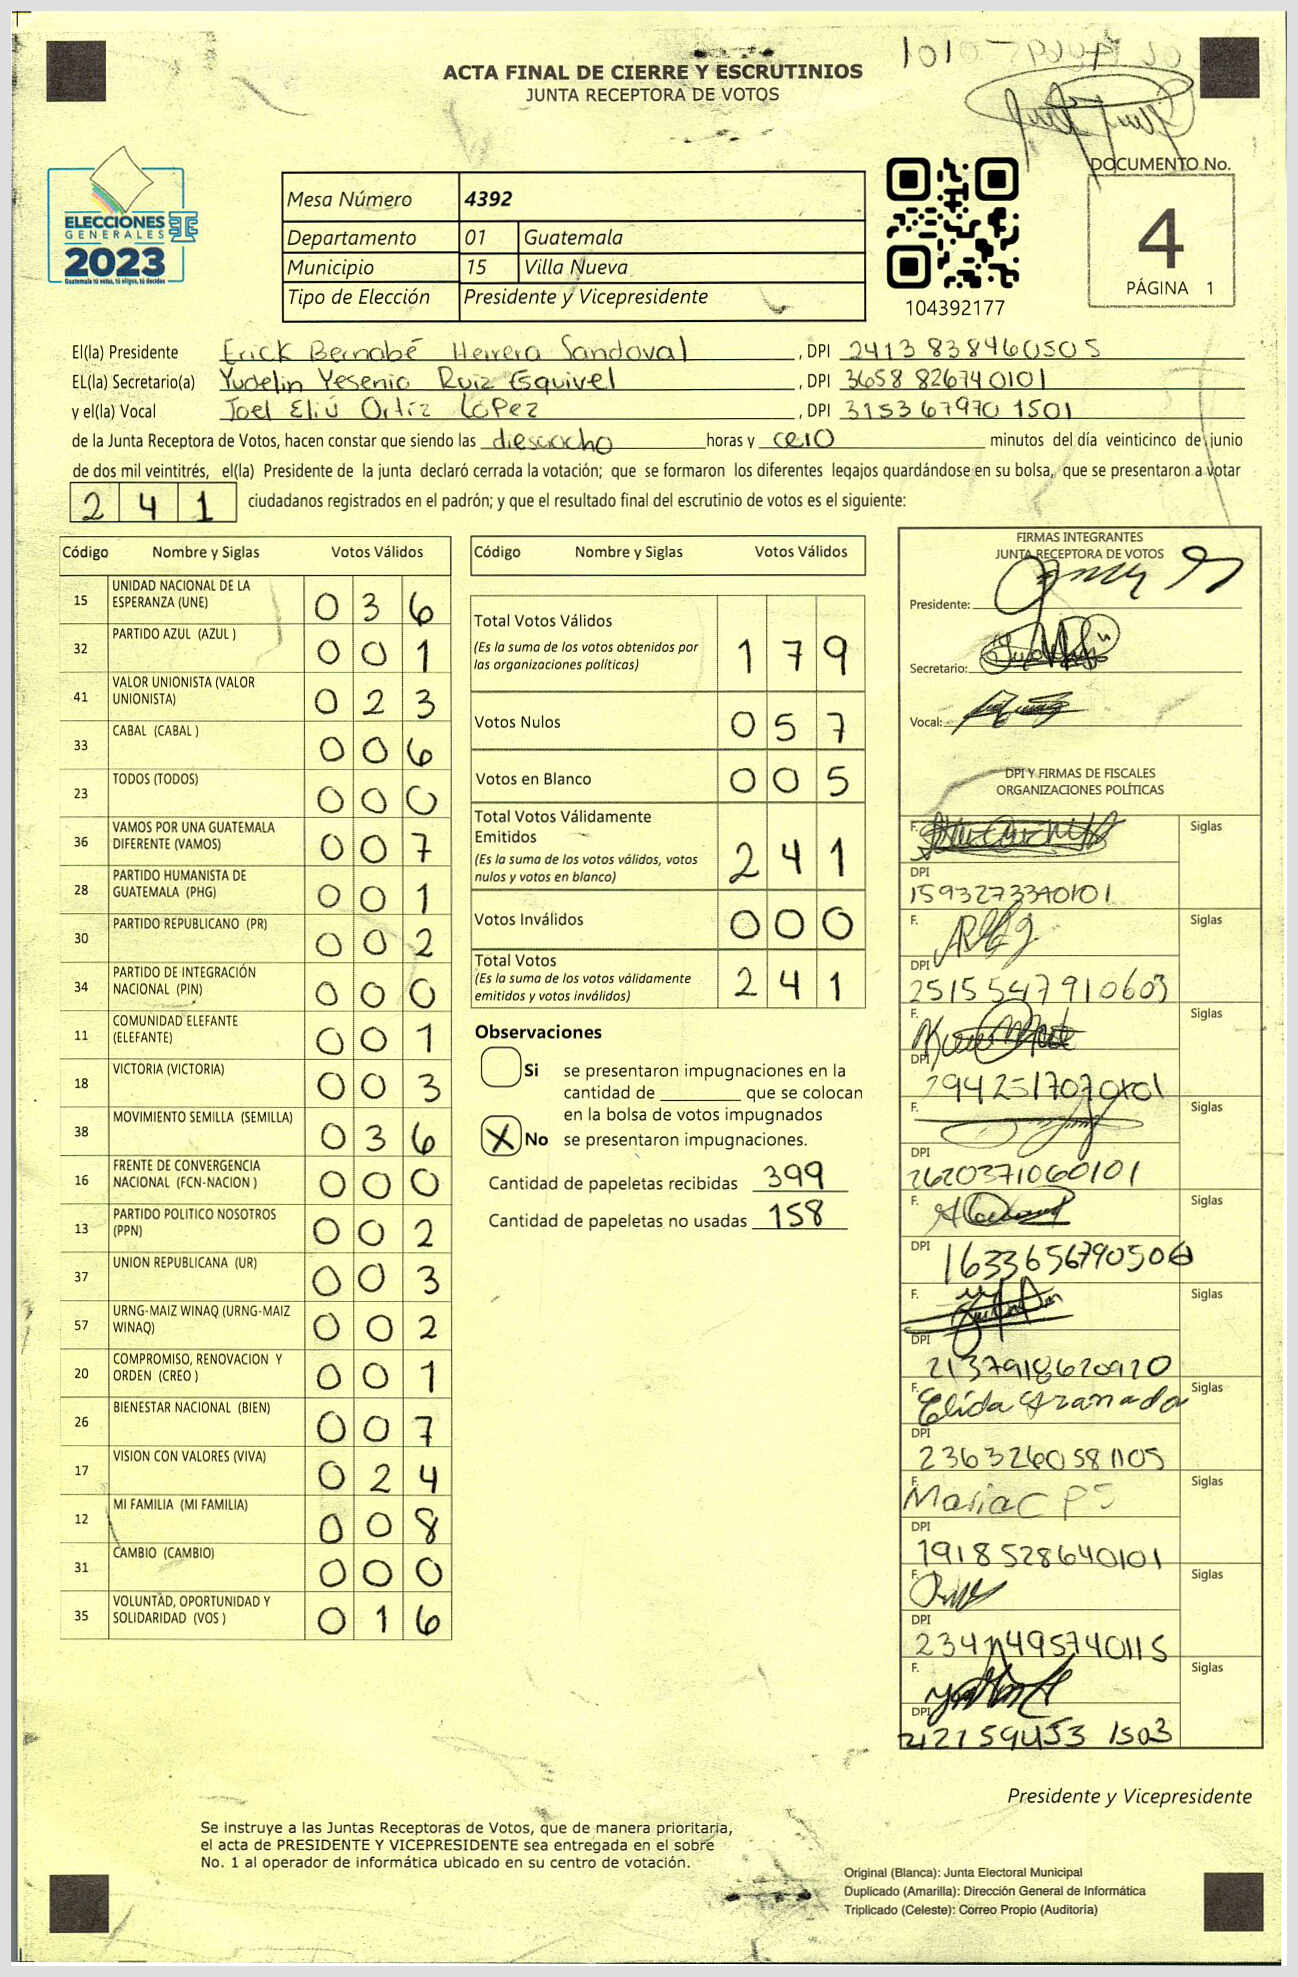 ACTA FINAL DE CIERRE Y ESCRUTINIOS
JUNTA RECEPTORA DE VOTOS
DOCUMENTO No.
4
PÁGINA 1
ELECCIONES
GENERALES
2023
Guatemala tú votas, tú eliges, tú decides
Mesa Número 4392
Departamento 01 Guatemala
Municipio 15 Villa Nueva
Tipo de Elección Presidente y Vicepresidente
104392177
El(la) Presidente Erick Bernabé Herrera Sandoval, DPI 2413 83846 0505
EL(la) Secretario(a) Yudelin Yesenia Ruiz Esquivel, DPI 3658 82674 0101
y el(la) Vocal Joel Eliú Ortíz López, DPI 3153 67970 1501
de la Junta Receptora de Votos, hacen constar que siendo las dieciocho horas y cero minutos del día veinticinco de junio
de dos mil veintitrés, el(la) Presidente de la junta declaró cerrada la votación; que se formaron los diferentes legajos guardándose en su bolsa, que se presentaron a votar
2 4 1 ciudadanos registrados en el padrón; y que el resultado final del escrutinio de votos es el siguiente:
Código Nombre y Siglas Votos Válidos
15 UNIDAD NACIONAL DE LA ESPERANZA (UNE) 0 3 6
32 PARTIDO AZUL (AZUL ) 0 0 1
41 VALOR UNIONISTA (VALOR UNIONISTA) 0 2 3
33 CABAL (CABAL ) 0 0 6
23 TODOS (TODOS) 0 0 0
36 VAMOS POR UNA GUATEMALA DIFERENTE (VAMOS) 0 0 7
28 PARTIDO HUMANISTA DE GUATEMALA (PHG) 0 0 1
30 PARTIDO REPUBLICANO (PR) 0 0 2
34 PARTIDO DE INTEGRACIÓN NACIONAL (PIN) 0 0 0
11 COMUNIDAD ELEFANTE (ELEFANTE) 0 0 1
18 VICTORIA (VICTORIA) 0 0 3
38 MOVIMIENTO SEMILLA (SEMILLA) 0 3 6
16 FRENTE DE CONVERGENCIA NACIONAL (FCN-NACION ) 0 0 0
13 PARTIDO POLITICO NOSOTROS (PPN) 0 0 2
37 UNION REPUBLICANA (UR) 0 0 3
57 URNG-MAIZ WINAQ (URNG-MAIZ WINAQ) 0 0 2
20 COMPROMISO, RENOVACION Y ORDEN (CREO ) 0 0 1
26 BIENESTAR NACIONAL (BIEN) 0 0 7
17 VISION CON VALORES (VIVA) 0 2 4
12 MI FAMILIA (MI FAMILIA) 0 0 8
31 CAMBIO (CAMBIO) 0 0 0
35 VOLUNTAD, OPORTUNIDAD Y SOLIDARIDAD (VOS ) 0 1 6
Código Nombre y Siglas Votos Válidos
Total Votos Válidos 1 7 9
(Es la suma de los votos obtenidos por
las organizaciones políticas)
Votos Nulos 0 5 7
Votos en Blanco 0 0 5
Total Votos Válidamente
Emitidos 2 4 1
(Es la suma de los votos válidos, votos
nulos y votos en blanco)
Votos Inválidos 0 0 0
Total Votos 2 4 1
(Es la suma de los votos válidamente
emitidos y votos inválidos)
Observaciones
Si se presentaron impugnaciones en la
cantidad de ________ que se colocan
en la bolsa de votos impugnados
X No se presentaron impugnaciones.
Cantidad de papeletas recibidas 399
Cantidad de papeletas no usadas 158
FIRMAS INTEGRANTES
JUNTA RECEPTORA DE VOTOS
Presidente:
Secretario:
Vocal:
DPI Y FIRMAS DE FISCALES
ORGANIZACIONES POLÍTICAS
F. Siglas
DPI
1593273340101
F. Siglas
DPI
2515547910603
F. Siglas
DPI
F. Siglas
DPI
2620371060101
F. Siglas
DPI
F. Siglas
DPI
2137918620920
F. Elida Granada Siglas
DPI
2363260581105
F. Maria C Siglas
DPI
1918528640101
F. Siglas
DPI
F. Siglas
DPI
Presidente y Vicepresidente
Se instruye a las Juntas Receptoras de Votos, que de manera prioritaria,
el acta de PRESIDENTE Y VICEPRESIDENTE sea entregada en el sobre
No. 1 al operador de informática ubicado en su centro de votación.
Original (Blanca): Junta Electoral Municipal
Duplicado (Amarilla): Dirección General de Informática
Triplicado (Celeste): Correo Propio (Auditoría)